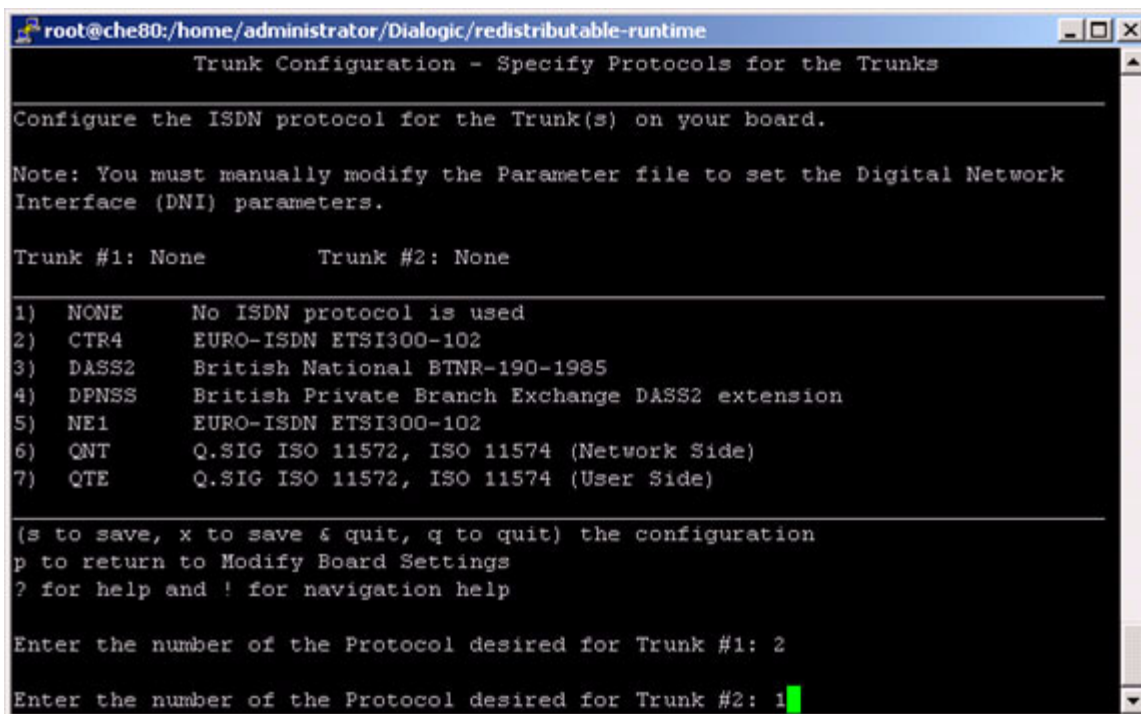 root@che80:/home/administrator/Dialogic/redistributable-runtime
Trunk Configuration - Specify Protocols for the Trunks
Configure the ISDN protocol for the Trunk(s) on your board.
Note: You must manually modify the Parameter file to set the Digital Network
Interface (DNI) parameters.
Trunk #1: None Trunk #2: None
1) NONE No ISDN protocol is used
2) CTR4 EURO-ISDN ETSI300-102
3) DASS2 British National BTNR-190-1985
4) DPNSS British Private Branch Exchange DASS2 extension
5) NE1 EURO-ISDN ETSI300-102
6) QNT Q.SIG ISO 11572, ISO 11574 (Network Side)
7) QTE Q.SIG ISO 11572, ISO 11574 (User Side)
(s to save, x to save & quit, q to quit) the configuration
p to return to Modify Board Settings
? for help and ! for navigation help
Enter the number of the Protocol desired for Trunk #1: 2
Enter the number of the Protocol desired for Trunk #2: 1